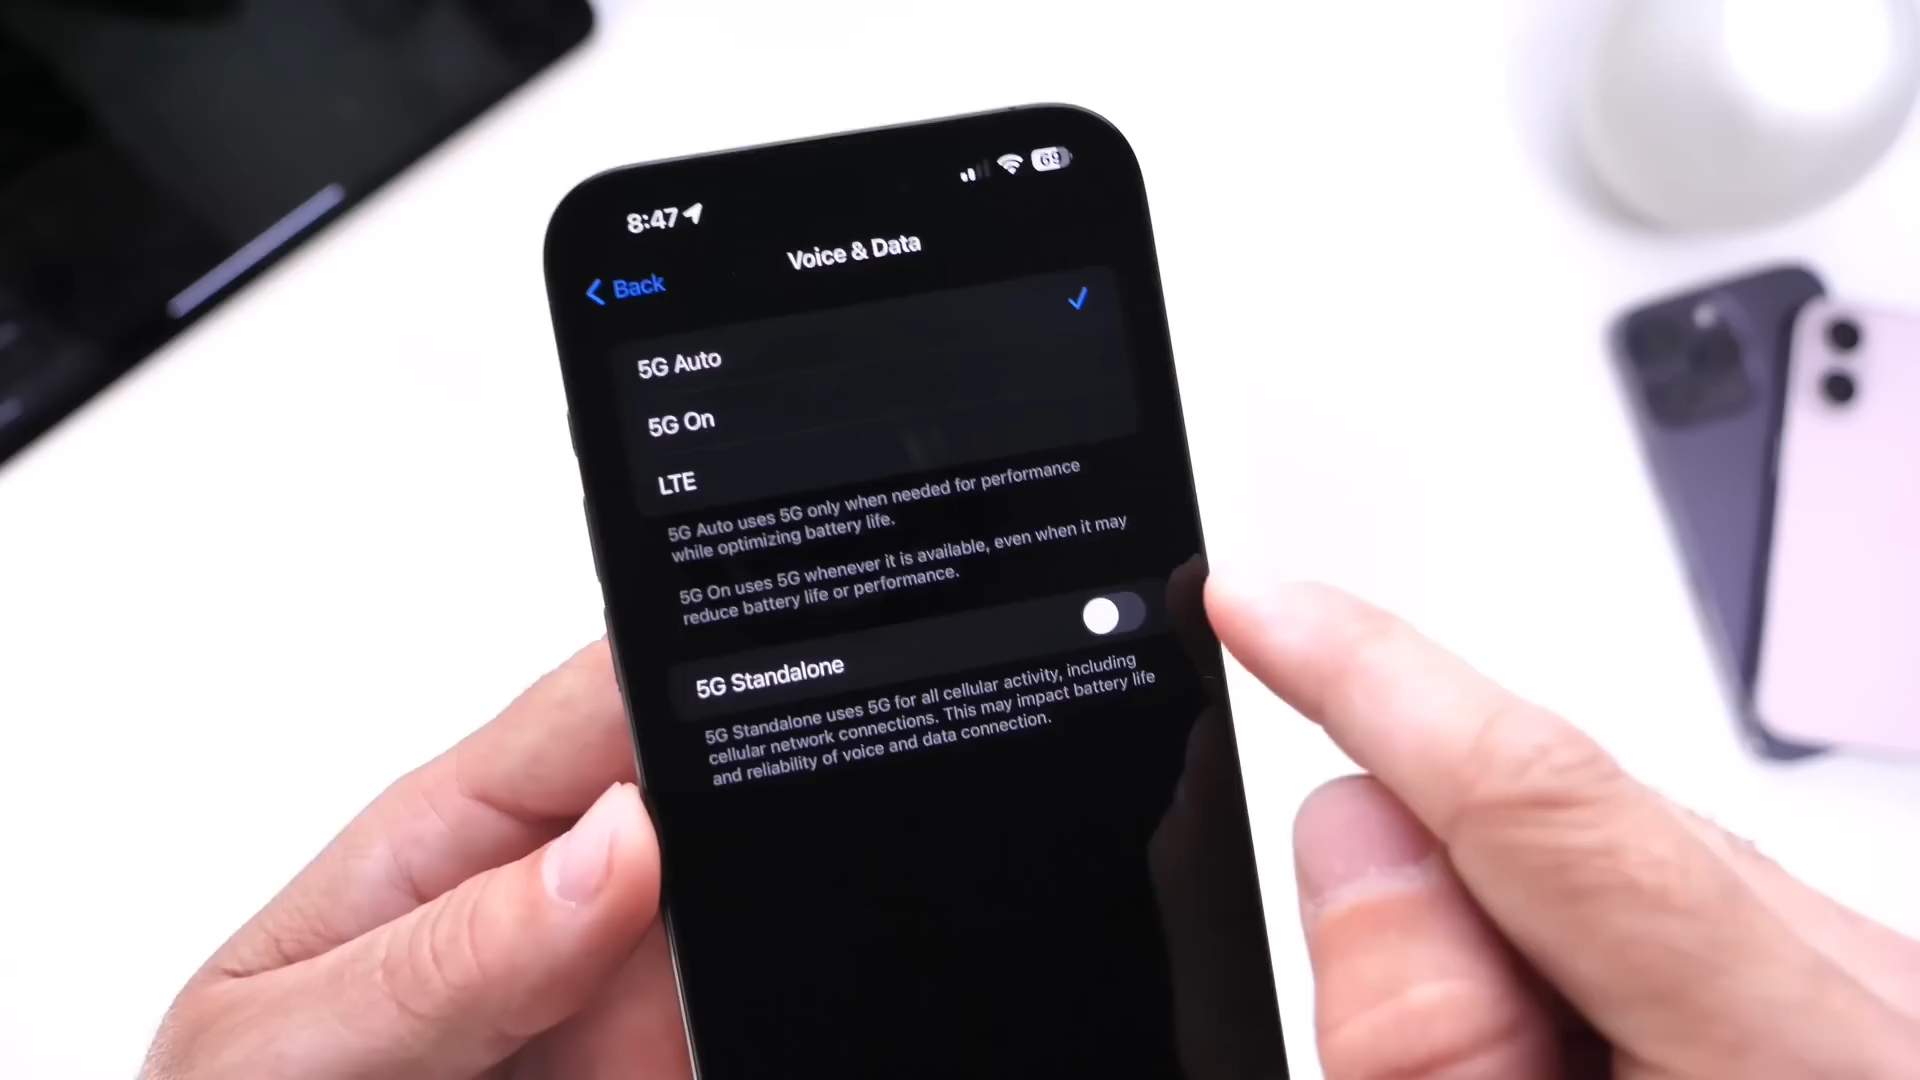 8:47
69
Voice & Data
Back
5G Auto
5G On
LTE
5G Auto uses 5G only when needed for performance
while optimizing battery life.
5G On uses 5G whenever it is available, even when it may
reduce battery life or performance.
5G Standalone
5G Standalone uses 5G for all cellular activity, including
cellular network connections. This may impact battery life
and reliability of voice and data connection.